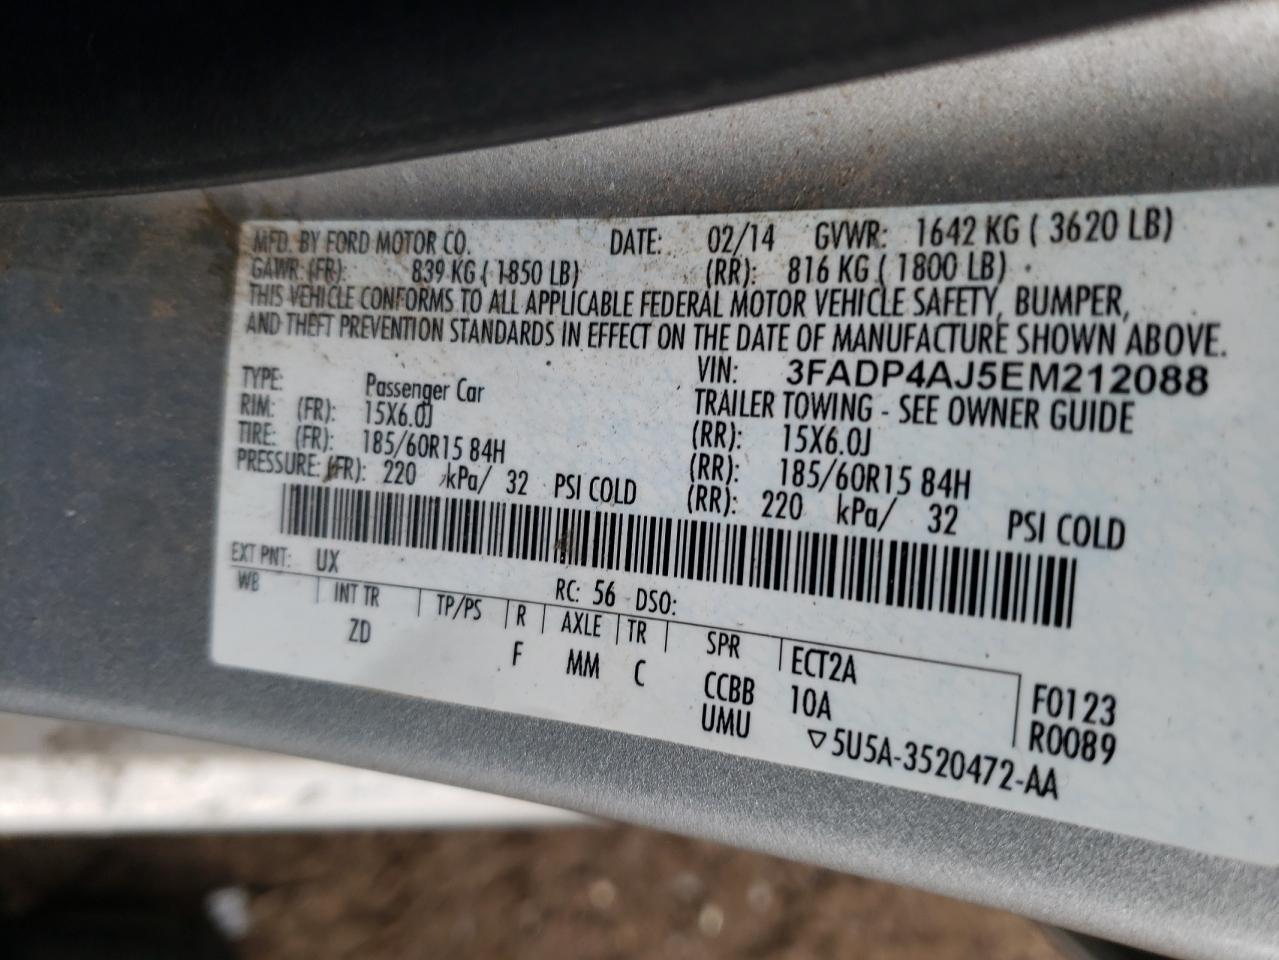 MFD. BY FORD MOTOR CO. DATE: 02/14 GVWR: 1642 KG ( 3620 LB)
GAWR: (FR): 839 KG ( 1850 LB) (RR): 816 KG ( 1800 LB)
THIS VEHICLE CONFORMS TO ALL APPLICABLE FEDERAL MOTOR VEHICLE SAFETY, BUMPER,
AND THEFT PREVENTION STANDARDS IN EFFECT ON THE DATE OF MANUFACTURE SHOWN ABOVE.
VIN: 3FADP4AJ5EM212088
TYPE: Passenger Car TRAILER TOWING - SEE OWNER GUIDE
RIM: (FR): 15X6.0J (RR): 15X6.0J
TIRE: (FR): 185/60R15 84H (RR): 185/60R15 84H
PRESSURE: (FR): 220 kPa/ 32 PSI COLD (RR): 220 kPa/ 32 PSI COLD
EXT PNT: UX RC: 56 DSO:
WB INT TR TP/PS R AXLE TR SPR ECT2A
ZD F MM C CCBB 10A F0123
UMU ▽5U5A-3520472-AA R0089